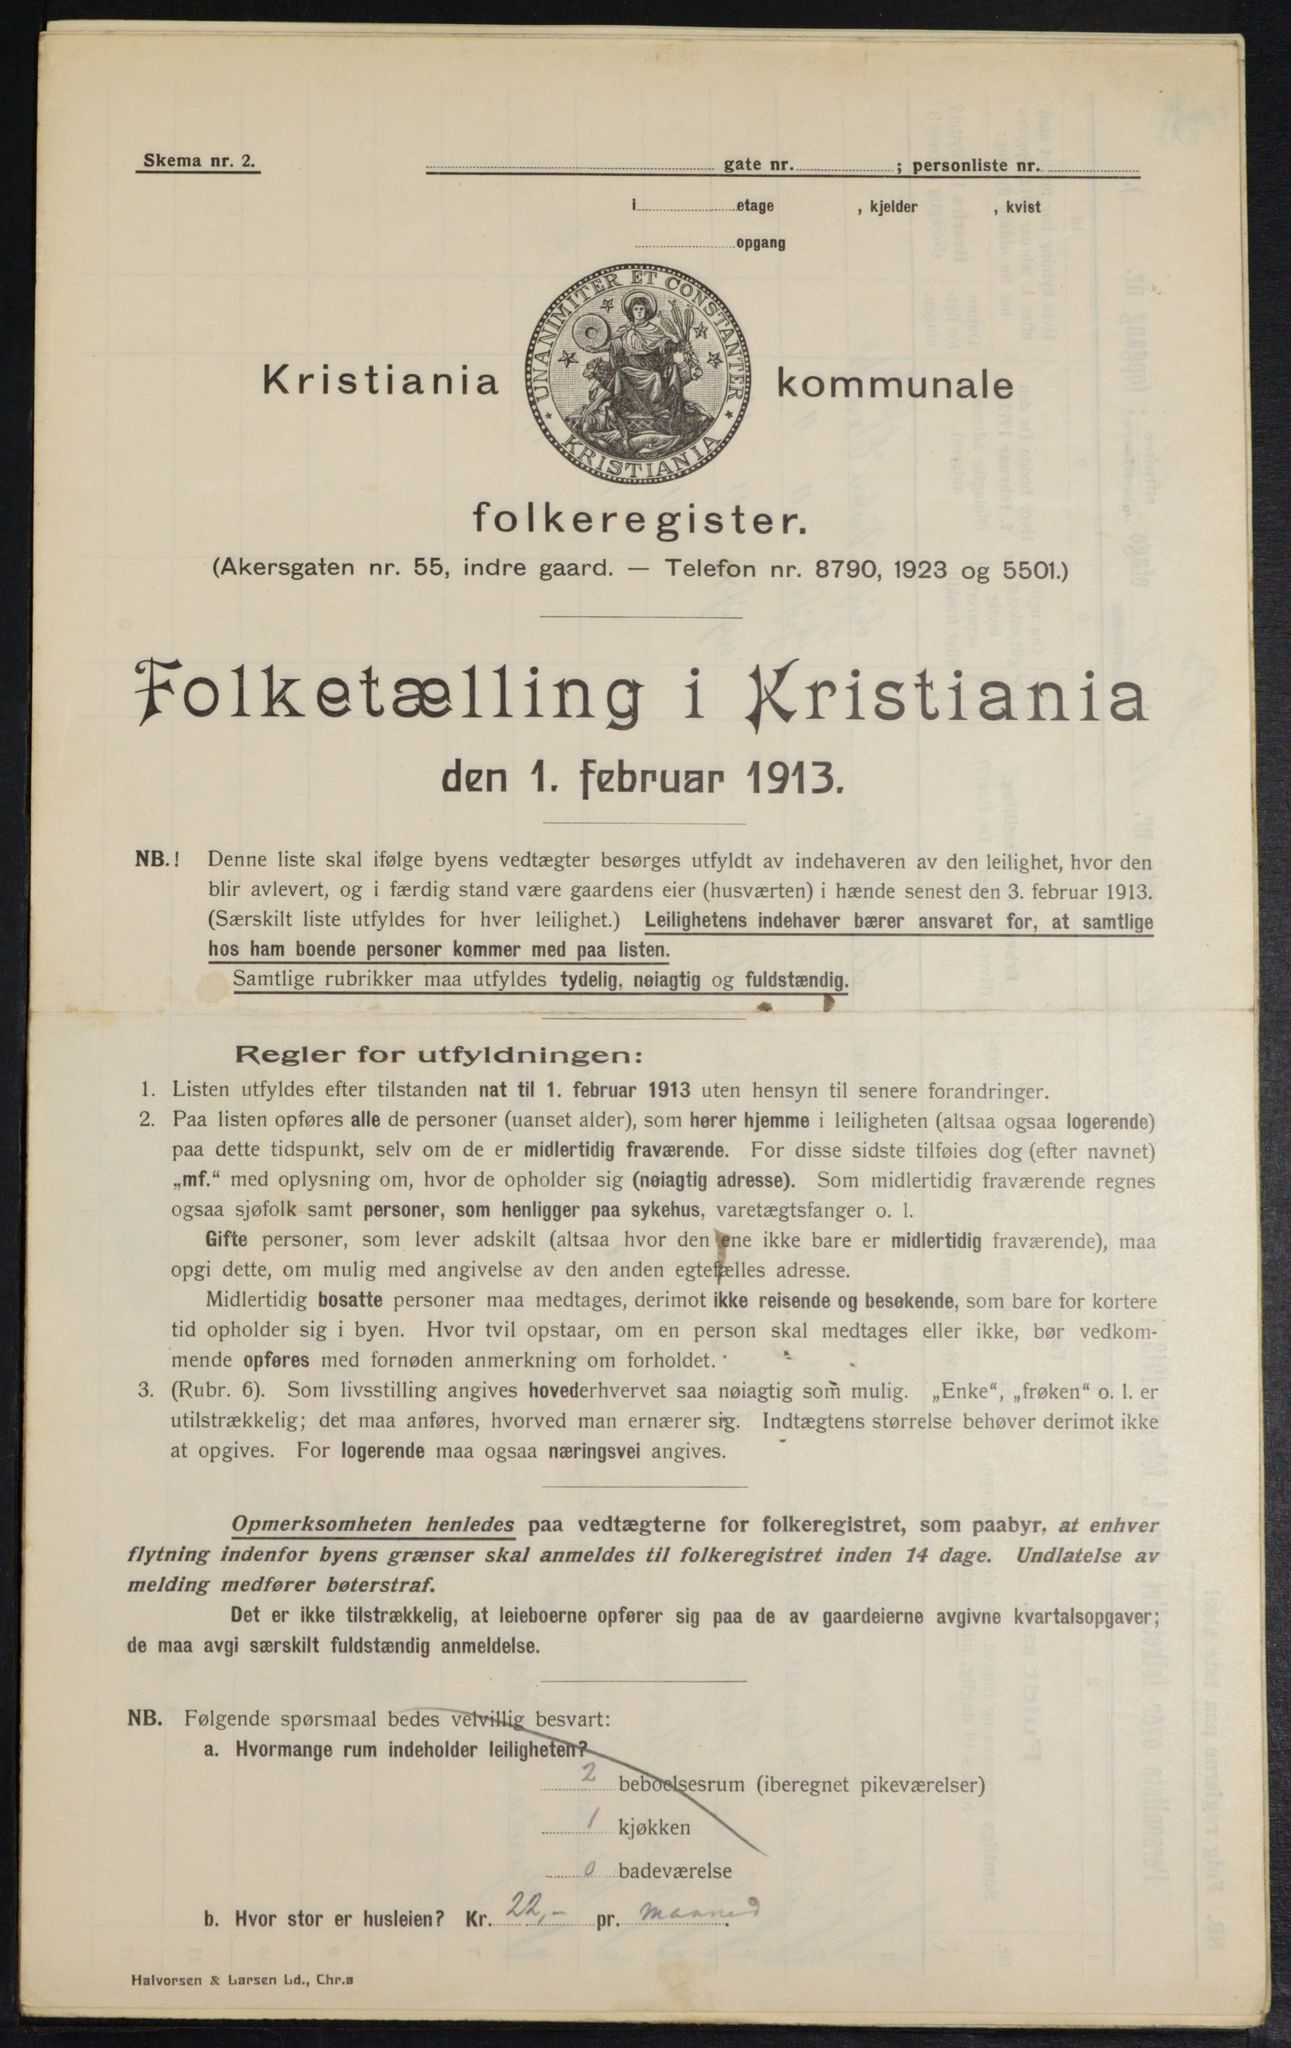 Skema nr. 2.
gate nr. ; personliste nr.
i etage , kjelder , kvist
opgang
UNANIMITER ET CONSTANTER
KRISTIANIA
Kristiania kommunale
folkeregister.
(Akersgaten nr. 55, indre gaard. — Telefon nr. 8790, 1923 og 5501.)
Folketælling i Kristiania
den 1. februar 1913.
NB.! Denne liste skal ifølge byens vedtægter besørges utfyldt av indehaveren av den leilighet, hvor den
blir avlevert, og i færdig stand være gaardens eier (husværten) i hænde senest den 3. februar 1913.
(Særskilt liste utfyldes for hver leilighet.) Leilighetens indehaver bærer ansvaret for, at samtlige
hos ham boende personer kommer med paa listen.
Samtlige rubrikker maa utfyldes tydelig, nøiagtig og fuldstændig.
Regler for utfyldningen:
1. Listen utfyldes efter tilstanden nat til 1. februar 1913 uten hensyn til senere forandringer.
2. Paa listen opføres alle de personer (uanset alder), som hører hjemme i leiligheten (altsaa ogsaa logerende)
paa dette tidspunkt, selv om de er midlertidig fraværende. For disse sidste tilføies dog (efter navnet)
„mf.“ med oplysning om, hvor de opholder sig (nøiagtig adresse). Som midlertidig fraværende regnes
ogsaa sjøfolk samt personer, som henligger paa sykehus, varetægtsfanger o. l.
Gifte personer, som lever adskilt (altsaa hvor den ene ikke bare er midlertidig fraværende), maa
opgi dette, om mulig med angivelse av den anden egtefælles adresse.
Midlertidig bosatte personer maa medtages, derimot ikke reisende og besøkende, som bare for kortere
tid opholder sig i byen. Hvor tvil opstaar, om en person skal medtages eller ikke, bør vedkom-
mende opføres med fornøden anmerkning om forholdet.
3. (Rubr. 6). Som livsstilling angives hovederhvervet saa nøiagtig som mulig. „Enke“, „frøken“ o. l. er
utilstrækkelig; det maa anføres, hvorved man ernærer sig. Indtægtens størrelse behøver derimot ikke
at opgives. For logerende maa ogsaa næringsvei angives.
Opmerksomheten henledes paa vedtægterne for folkeregistret, som paabyr, at enhver
flytning indenfor byens grænser skal anmeldes til folkeregistret inden 14 dage. Undlatelse av
melding medfører bøterstraf.
Det er ikke tilstrækkelig, at leieboerne opfører sig paa de av gaardeierne avgivne kvartalsopgaver;
de maa avgi særskilt fuldstændig anmeldelse.
NB. Følgende spørsmaal bedes velvillig besvart:
a. Hvormange rum indeholder leiligheten?
2 beboelsesrum (iberegnet pikeværelser)
1 kjøkken
0 badeværelse
b. Hvor stor er husleien? Kr. 22,- pr. maaned.
Halvorsen & Larsen Ld., Chr.a